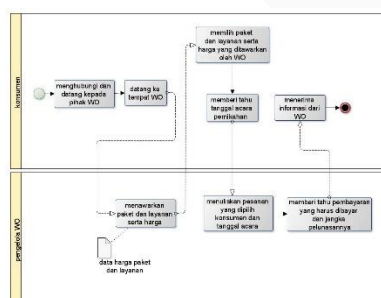 konsumen
menghubungi dan
datang kepada
pihak WO
datang ke
tempat WO
memilih paket
dan layanan serta
harga yang ditawarkan
oleh WO
memberi tahu
tanggal acara
pernikahan
menerima
informasi dari
WO
pengelola WO
menawarkan
paket dan layanan
serta harga
data harga paket
dan layanan
menuliskan pesanan
yang dipilih
konsumen dan
tanggal acara
memberi tahu pembayaran
yang harus dibayar
dan jangka
pelunasannya